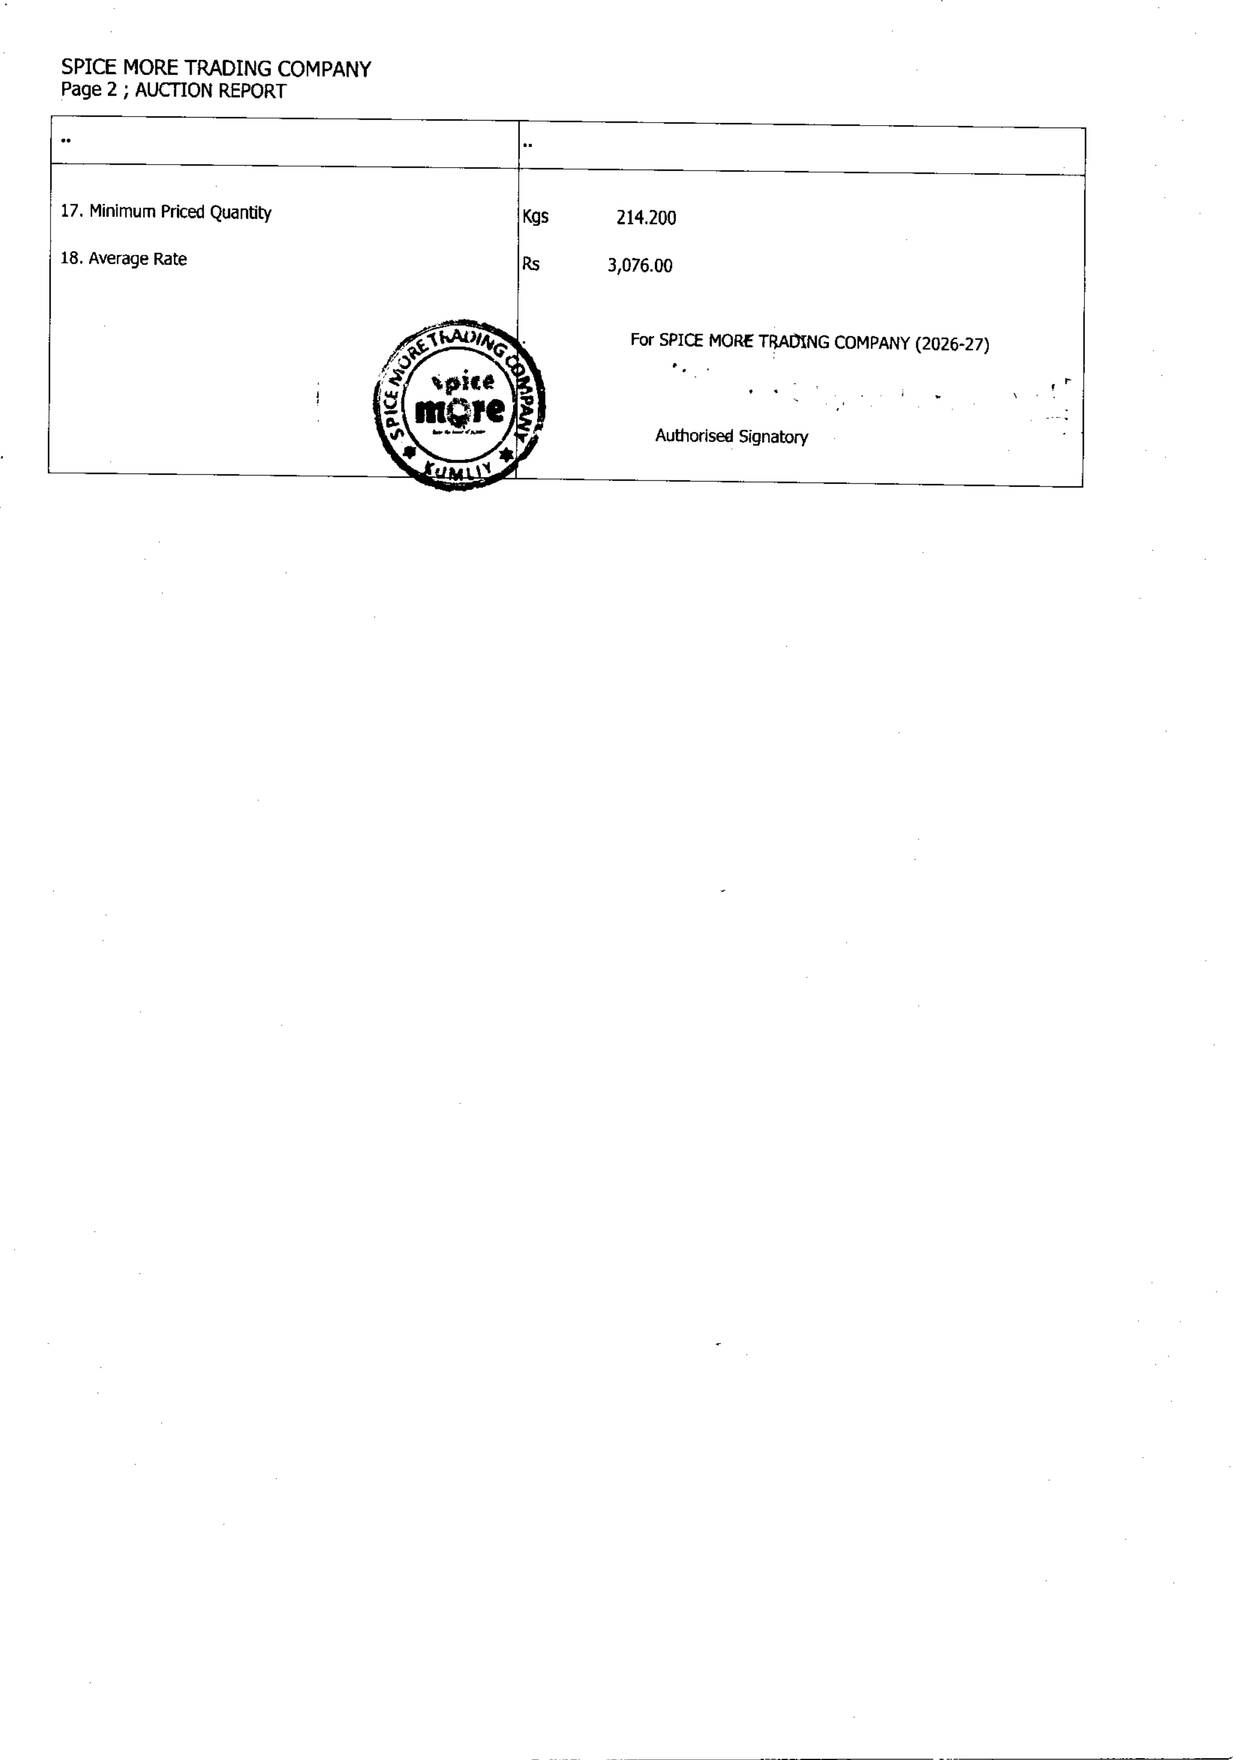 SPICE MORE TRADING COMPANY
Page 2 ; AUCTION REPORT
.. ..
17. Minimum Priced Quantity Kgs 214.200
18. Average Rate Rs 3,076.00
For SPICE MORE TRADING COMPANY (2026-27)
SPICE MORE TRADING COMPANY
spice
more
KUMLIY
Authorised Signatory